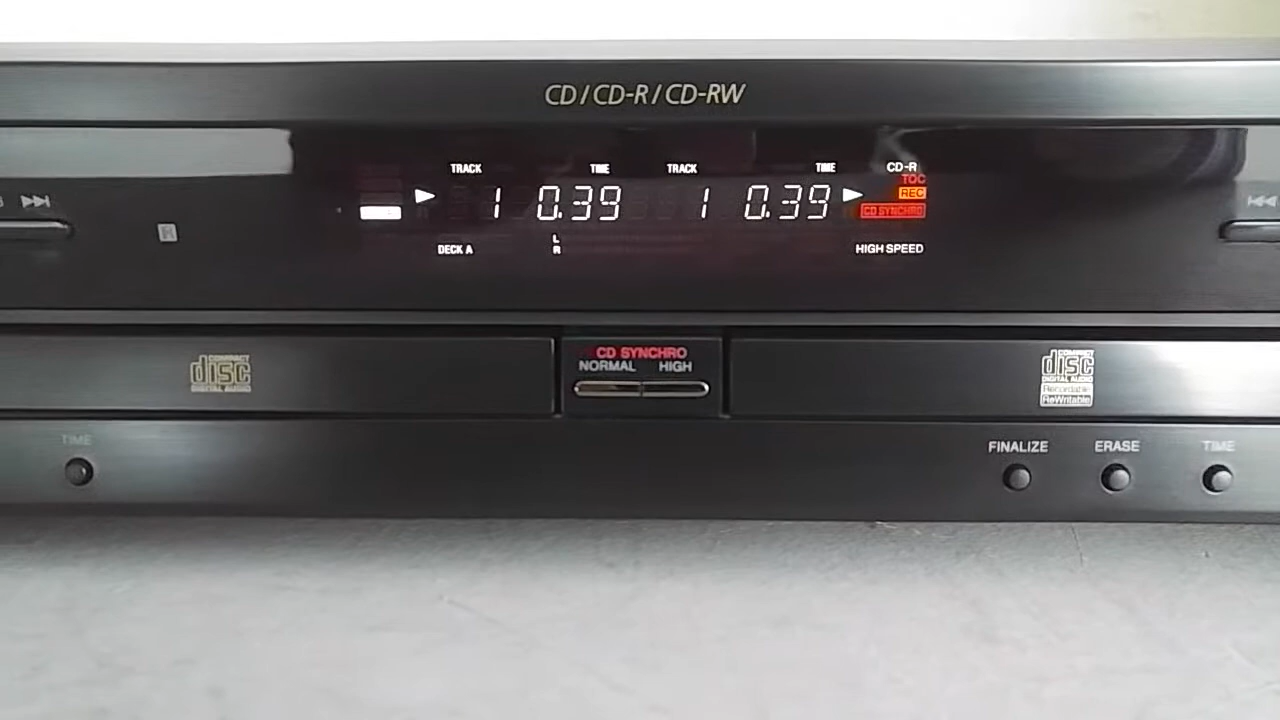 CD/CD-R/CD-RW
TRACK TIME TRACK TIME CD-R
TOC
1 0.39 1 0.39 REC
CD SYNCHRO
DECK A L R HIGH SPEED
COMPACT disc DIGITAL AUDIO
CD SYNCHRO
NORMAL HIGH
COMPACT disc DIGITAL AUDIO
Recordable
ReWritable
TIME FINALIZE ERASE TIME